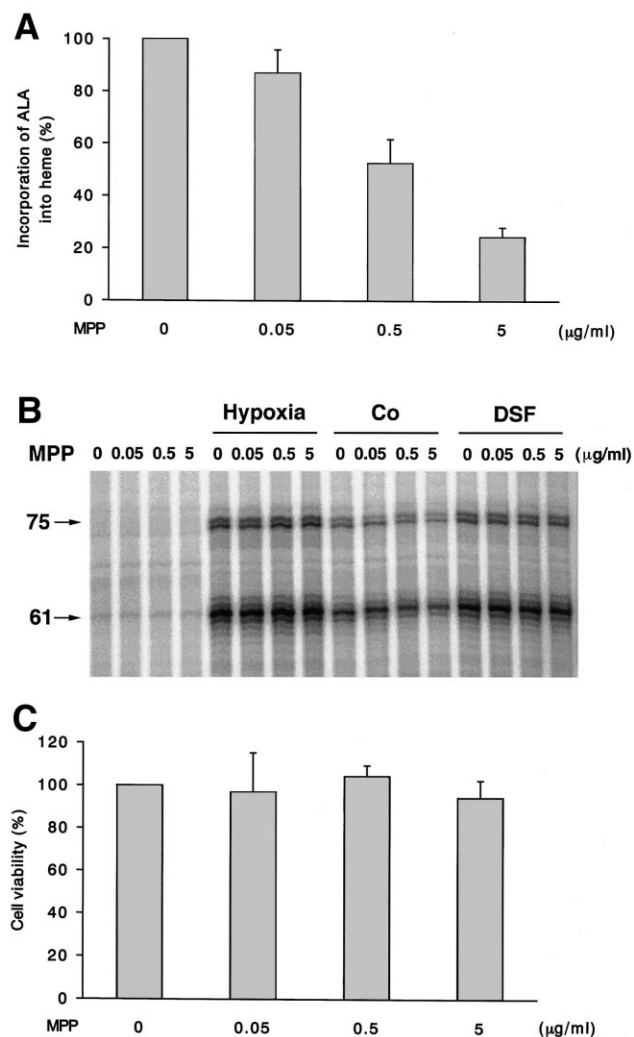 A
Incorporation of ALA
into heme (%)
100
80
60
40
20
0
MPP 0 0.05 0.5 5 (μg/ml)
B
Hypoxia Co DSF
MPP 0 0.05 0.5 5 0 0.05 0.5 5 0 0.05 0.5 5 0 0.05 0.5 5 (μg/ml)
75
61
C
Cell viability (%)
120
100
80
60
40
20
0
MPP 0 0.05 0.5 5 (μg/ml)